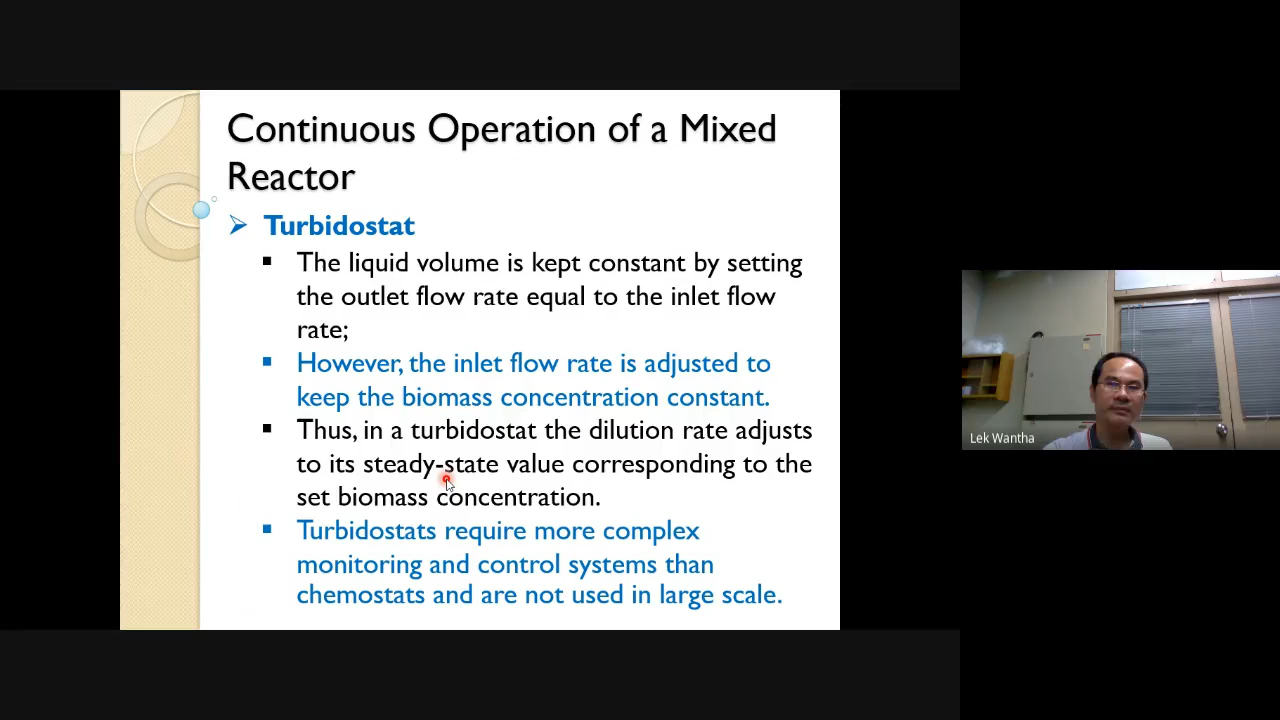 Continuous Operation of a Mixed
Reactor
Turbidostat
The liquid volume is kept constant by setting
the outlet flow rate equal to the inlet flow
rate;
However, the inlet flow rate is adjusted to
keep the biomass concentration constant.
Thus, in a turbidostat the dilution rate adjusts
to its steady-state value corresponding to the
set biomass concentration.
Turbidostats require more complex
monitoring and control systems than
chemostats and are not used in large scale.
Lek Wantha